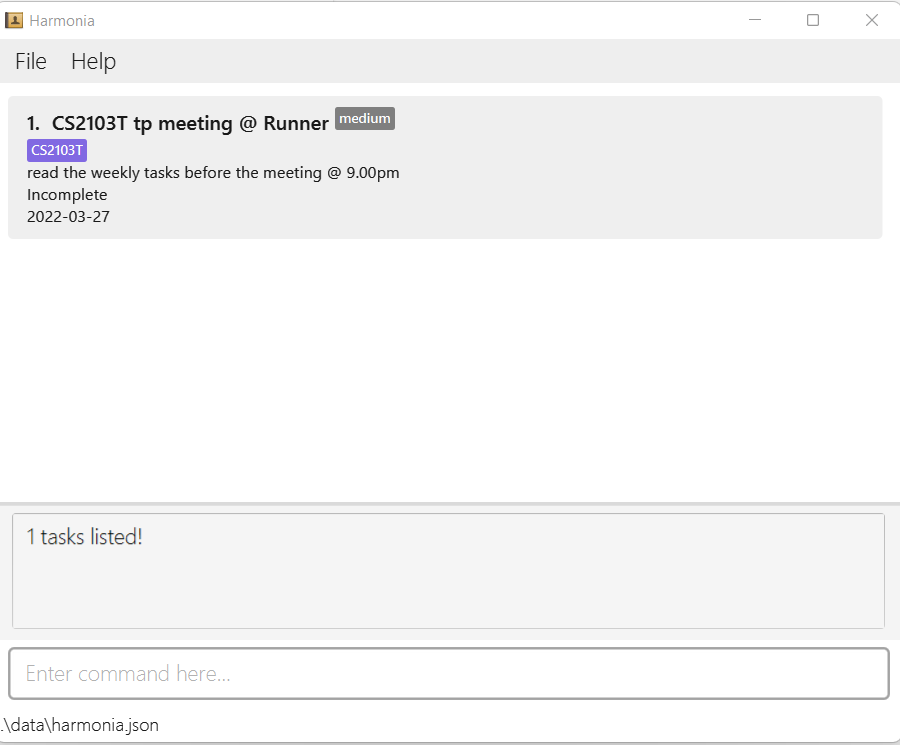 Harmonia
File Help
1. CS2103T tp meeting @ Runner medium
CS2103T
read the weekly tasks before the meeting @ 9.00pm
Incomplete
2022-03-27
1 tasks listed!
Enter command here...
.\data\harmonia.json